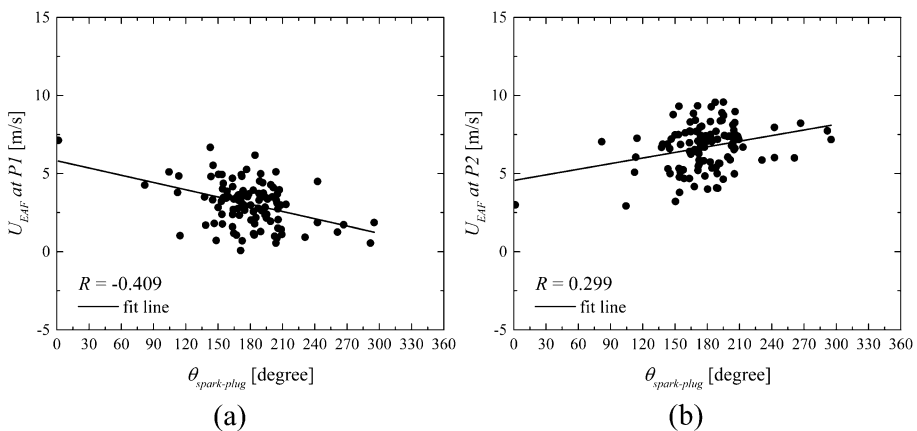 15
10
5
0
-5
U_EAF at P1 [m/s]
R = -0.409
fit line
0 30 60 90 120 150 180 210 240 270 300 330 360
θ_spark-plug [degree]
(a)
15
10
5
0
-5
U_EAF at P2 [m/s]
R = 0.299
fit line
0 30 60 90 120 150 180 210 240 270 300 330 360
θ_spark-plug [degree]
(b)